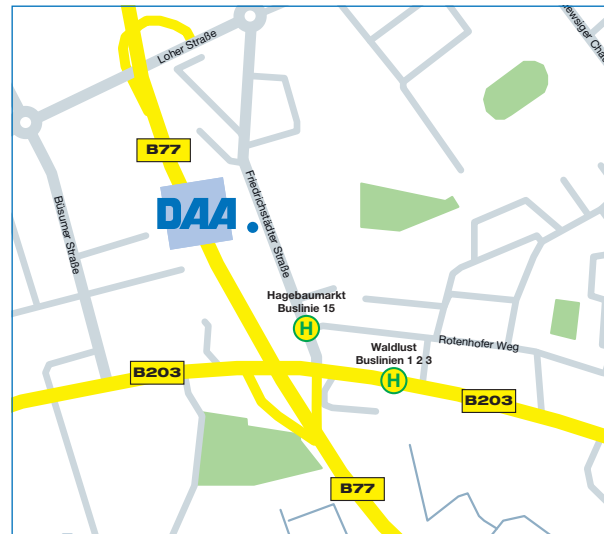 Loher Straße
B77
Büsumer Straße
DAA
Friedrichstädter Straße
Hagebaumarkt
Buslinie 15
H
Waldlust
Buslinien 1 2 3
H
Rotenhofer Weg
B203
B203
B77